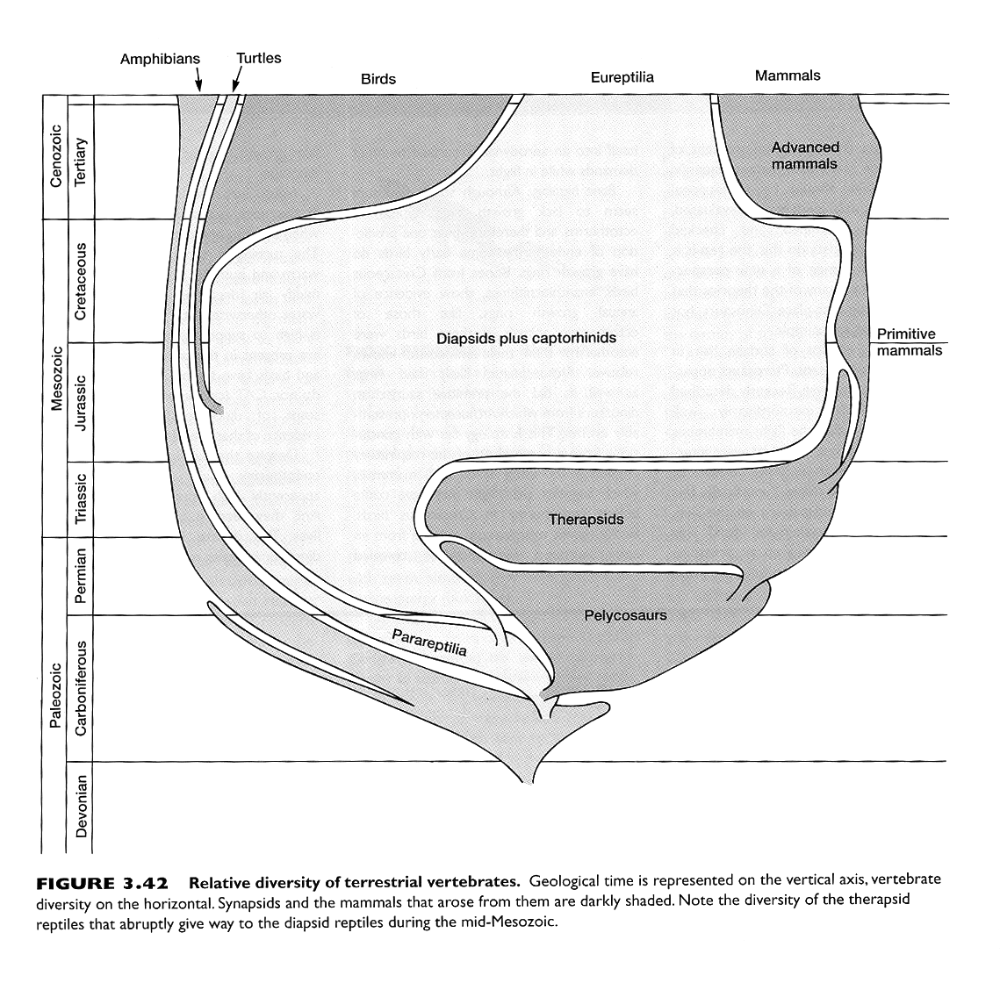 Amphibians
Turtles
Birds
Eureptilia
Mammals
Cenozoic
Tertiary
Advanced
mammals
Mesozoic
Cretaceous
Diapsids plus captorhinids
Primitive
mammals
Jurassic
Triassic
Therapsids
Paleozoic
Permian
Pelycosaurs
Parareptilia
Carboniferous
Devonian
FIGURE 3.42 Relative diversity of terrestrial vertebrates. Geological time is represented on the vertical axis, vertebrate
diversity on the horizontal. Synapsids and the mammals that arose from them are darkly shaded. Note the diversity of the therapsid
reptiles that abruptly give way to the diapsid reptiles during the mid-Mesozoic.